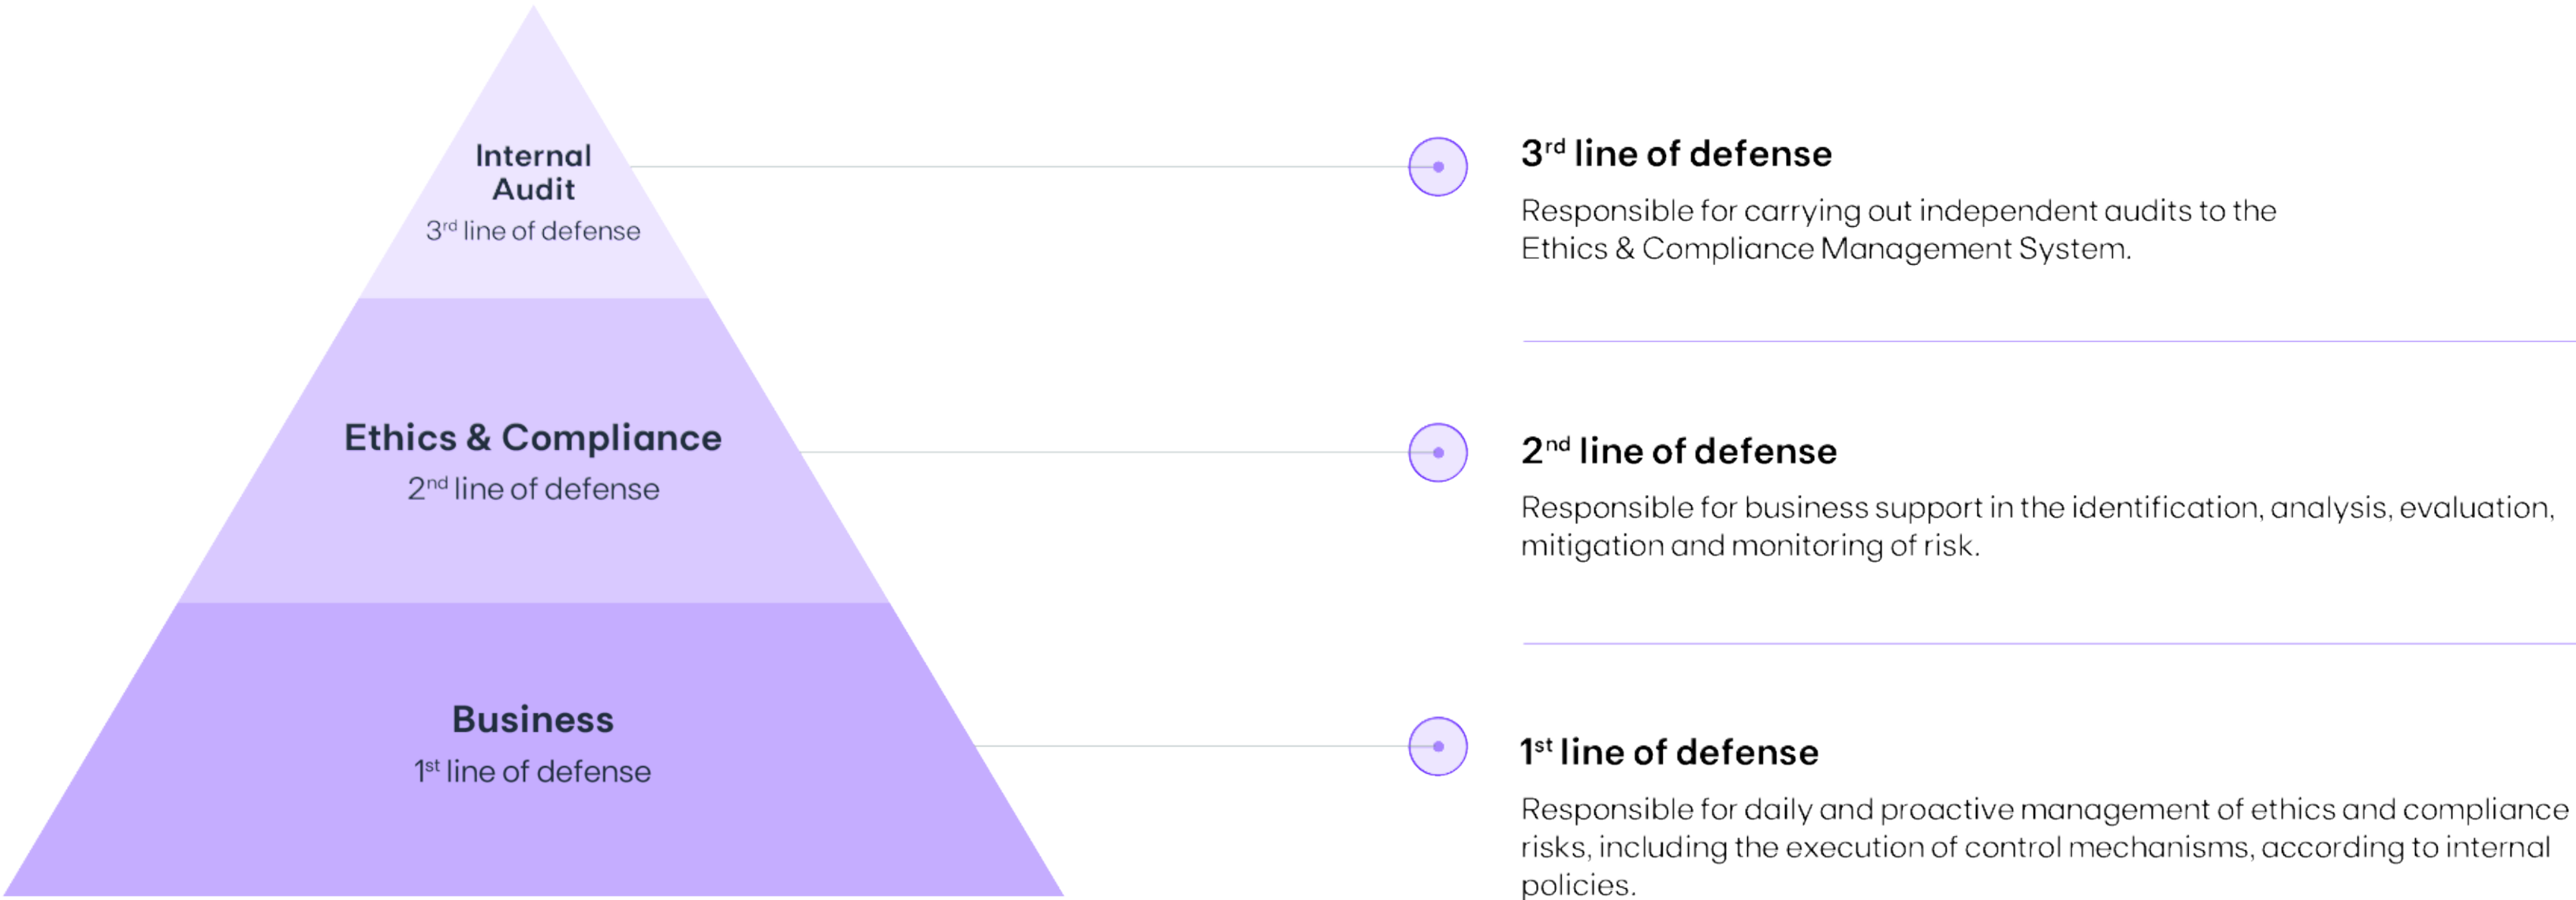 Internal
Audit
3rd line of defense
Ethics & Compliance
2nd line of defense
Business
1st line of defense
3rd line of defense
Responsible for carrying out independent audits to the
Ethics & Compliance Management System.
2nd line of defense
Responsible for business support in the identification, analysis, evaluation,
mitigation and monitoring of risk.
1st line of defense
Responsible for daily and proactive management of ethics and compliance
risks, including the execution of control mechanisms, according to internal
policies.